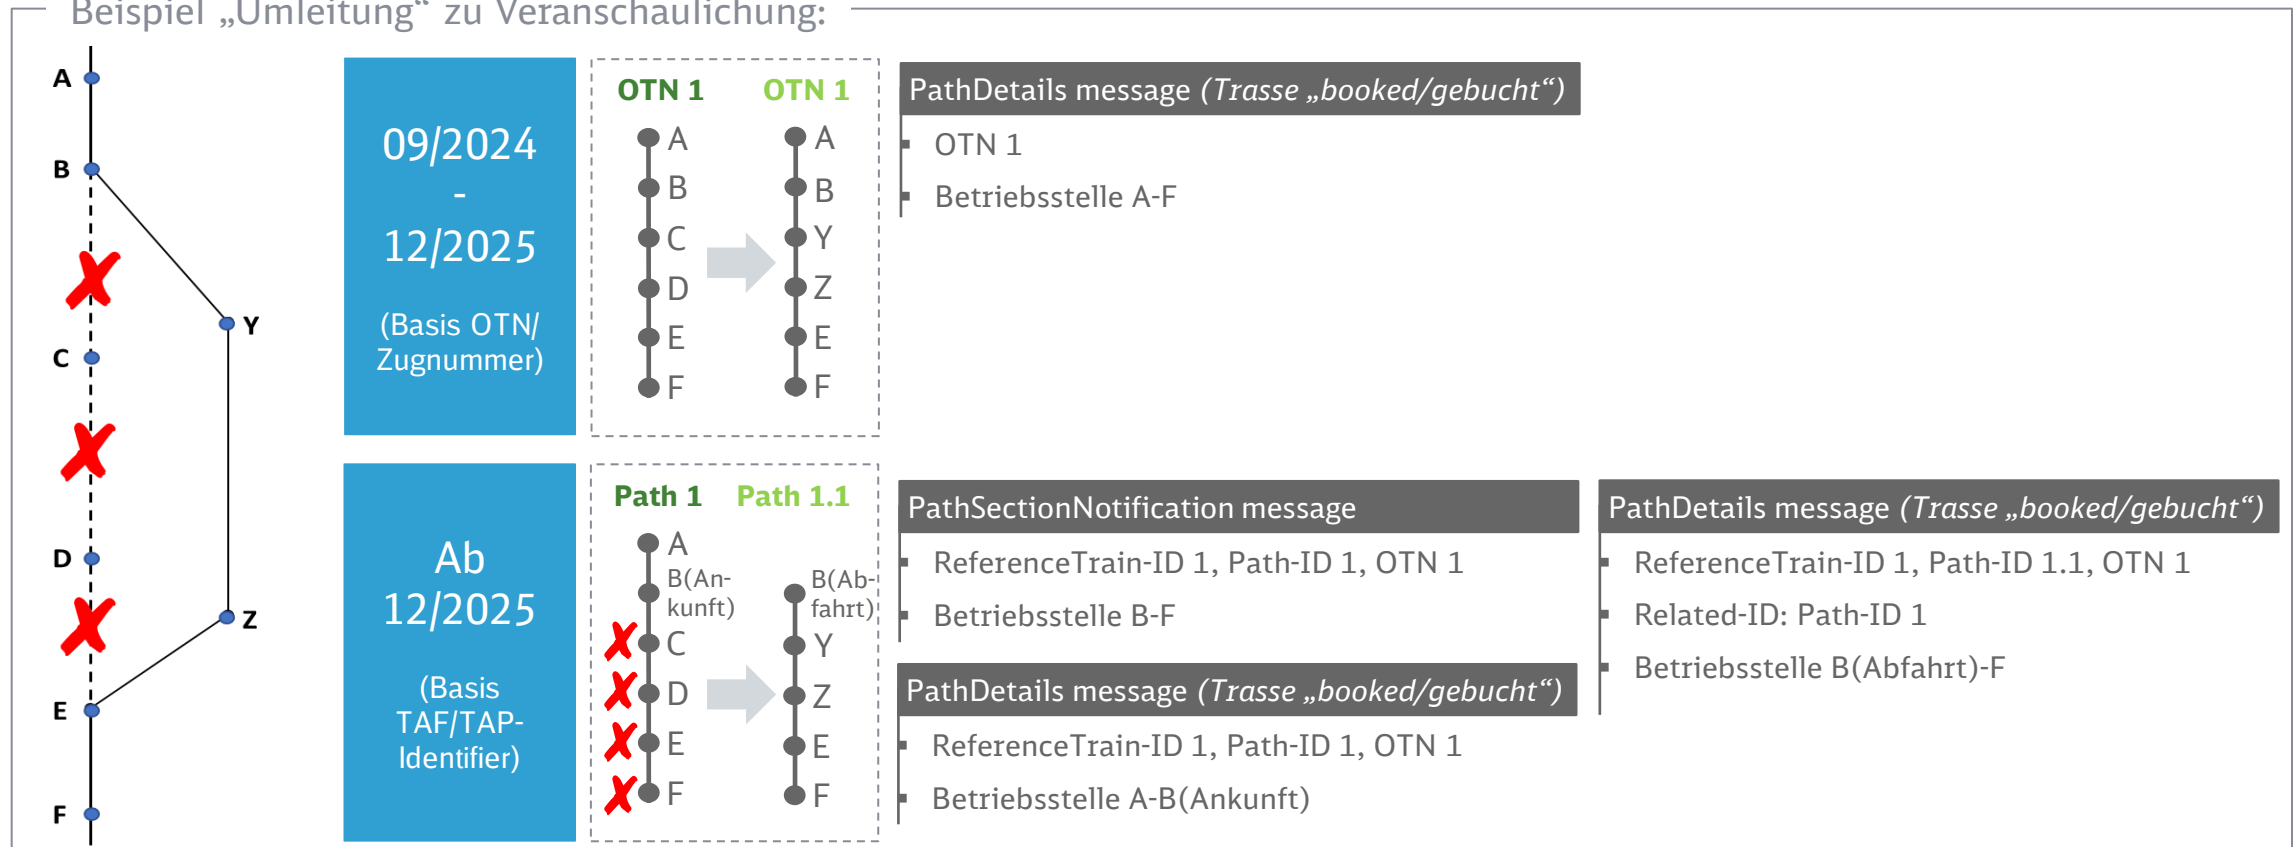 Beispiel „Umleitung“ zu Veranschaulichung:
A
B
C
D
E
F
Y
Z
09/2024
-
12/2025
(Basis OTN/
Zugnummer)
OTN 1
A
B
C
D
E
F
OTN 1
A
B
Y
Z
E
F
PathDetails message (Trasse „booked/gebucht“)
OTN 1
Betriebsstelle A-F
Ab
12/2025
(Basis
TAF/TAP-
Identifier)
Path 1
A
B(An-
kunft)
C
D
E
F
Path 1.1
B(Ab-
fahrt)
Y
Z
E
F
PathSectionNotification message
ReferenceTrain-ID 1, Path-ID 1, OTN 1
Betriebsstelle B-F
PathDetails message (Trasse „booked/gebucht“)
ReferenceTrain-ID 1, Path-ID 1, OTN 1
Betriebsstelle A-B(Ankunft)
PathDetails message (Trasse „booked/gebucht“)
ReferenceTrain-ID 1, Path-ID 1.1, OTN 1
Related-ID: Path-ID 1
Betriebsstelle B(Abfahrt)-F